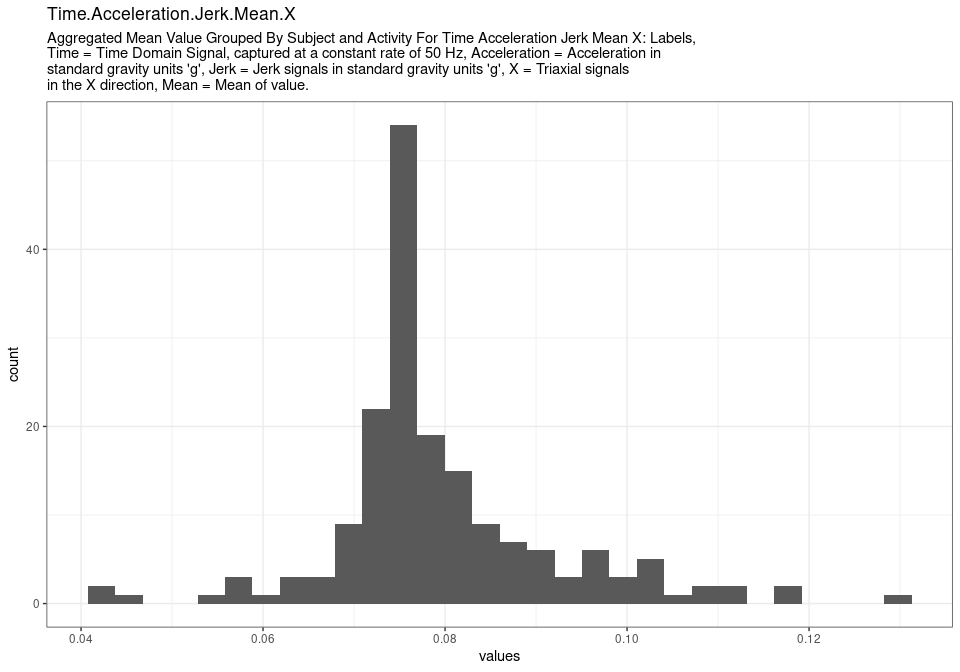 Time.Acceleration.Jerk.Mean.X
Aggregated Mean Value Grouped By Subject and Activity For Time Acceleration Jerk Mean X: Labels,
Time = Time Domain Signal, captured at a constant rate of 50 Hz, Acceleration = Acceleration in
standard gravity units 'g', Jerk = Jerk signals in standard gravity units 'g', X = Triaxial signals
in the X direction, Mean = Mean of value.
40
20
0
count
0.04 0.06 0.08 0.10 0.12
values